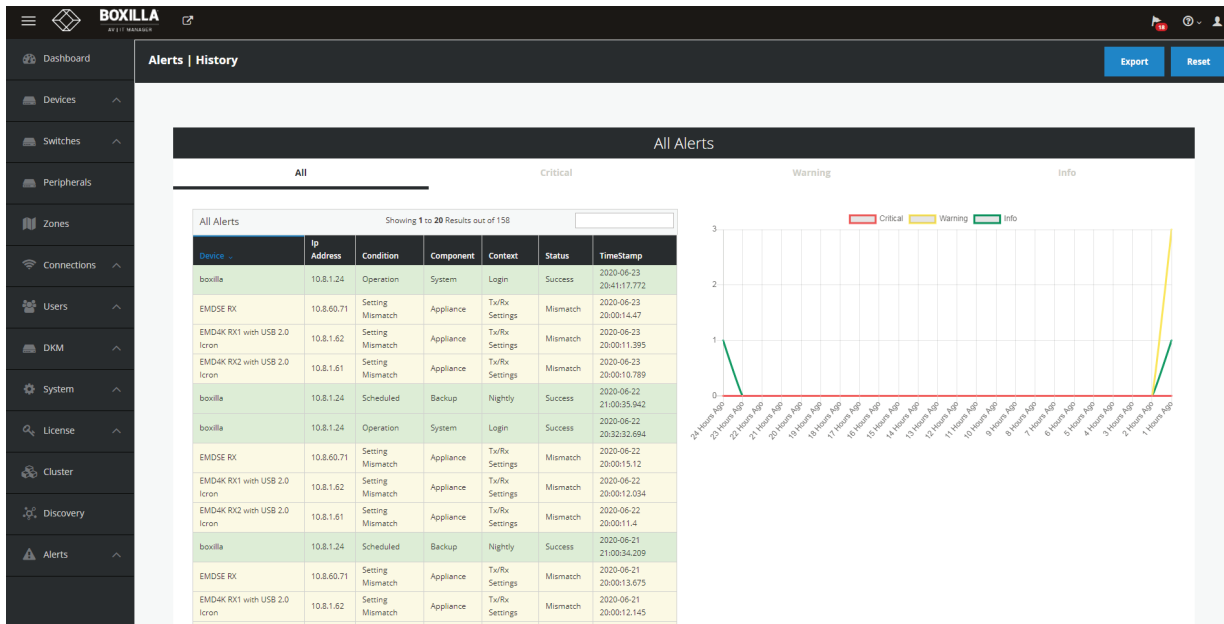 BOXILLA
AV | IT MANAGER
18
Dashboard
Devices
Switches
Peripherals
Zones
Connections
Users
DKM
System
License
Cluster
Discovery
Alerts
Alerts | History
Export
Reset
All Alerts
All
Critical
Warning
Info
All Alerts
Showing 1 to 20 Results out of 158
Device
Ip Address
Condition
Component
Context
Status
TimeStamp
boxilla 10.8.1.24 Operation System Login Success 2020-06-23 20:41:17.772
EMDSE RX 10.8.60.71 Setting Mismatch Appliance Tx/Rx Settings Mismatch 2020-06-23 20:00:14.47
EMD4K RX1 with USB 2.0 Icron 10.8.1.62 Setting Mismatch Appliance Tx/Rx Settings Mismatch 2020-06-23 20:00:11.395
EMD4K RX2 with USB 2.0 Icron 10.8.1.61 Setting Mismatch Appliance Tx/Rx Settings Mismatch 2020-06-23 20:00:10.789
boxilla 10.8.1.24 Scheduled Backup Nightly Success 2020-06-22 21:00:35.942
boxilla 10.8.1.24 Operation System Login Success 2020-06-22 20:32:32.694
EMDSE RX 10.8.60.71 Setting Mismatch Appliance Tx/Rx Settings Mismatch 2020-06-22 20:00:15.12
EMD4K RX1 with USB 2.0 Icron 10.8.1.62 Setting Mismatch Appliance Tx/Rx Settings Mismatch 2020-06-22 20:00:12.034
EMD4K RX2 with USB 2.0 Icron 10.8.1.61 Setting Mismatch Appliance Tx/Rx Settings Mismatch 2020-06-22 20:00:11.4
boxilla 10.8.1.24 Scheduled Backup Nightly Success 2020-06-21 21:00:34.209
EMDSE RX 10.8.60.71 Setting Mismatch Appliance Tx/Rx Settings Mismatch 2020-06-21 20:00:13.675
EMD4K RX1 with USB 2.0 Icron 10.8.1.62 Setting Mismatch Appliance Tx/Rx Settings Mismatch 2020-06-21 20:00:12.145
Critical
Warning
Info
3
2
1
0
24 Hours Ago
23 Hours Ago
22 Hours Ago
21 Hours Ago
20 Hours Ago
19 Hours Ago
18 Hours Ago
17 Hours Ago
16 Hours Ago
15 Hours Ago
14 Hours Ago
13 Hours Ago
12 Hours Ago
11 Hours Ago
10 Hours Ago
9 Hours Ago
8 Hours Ago
7 Hours Ago
6 Hours Ago
5 Hours Ago
4 Hours Ago
3 Hours Ago
2 Hours Ago
1 Hours Ago